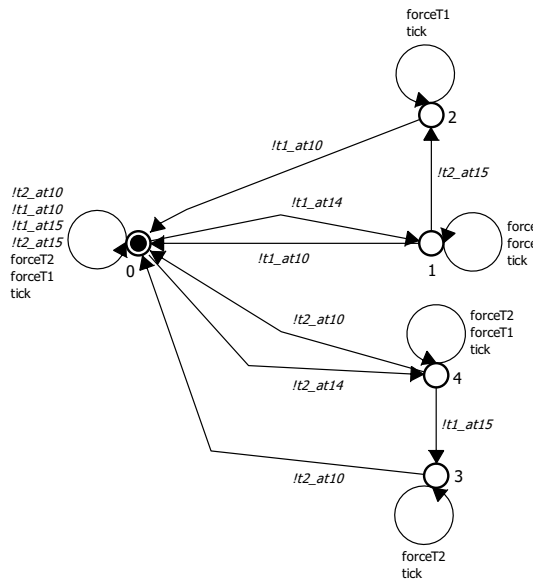 forceT1
tick
2
!t1_at10
!t2_at15
!t2_at10
!t1_at10
!t1_at15
!t2_at15
forceT2
forceT1
tick
0
!t1_at14
!t1_at10
1
tick
!t2_at10
!t2_at14
forceT2
forceT1
tick
4
!t1_at15
!t2_at10
3
forceT2
tick